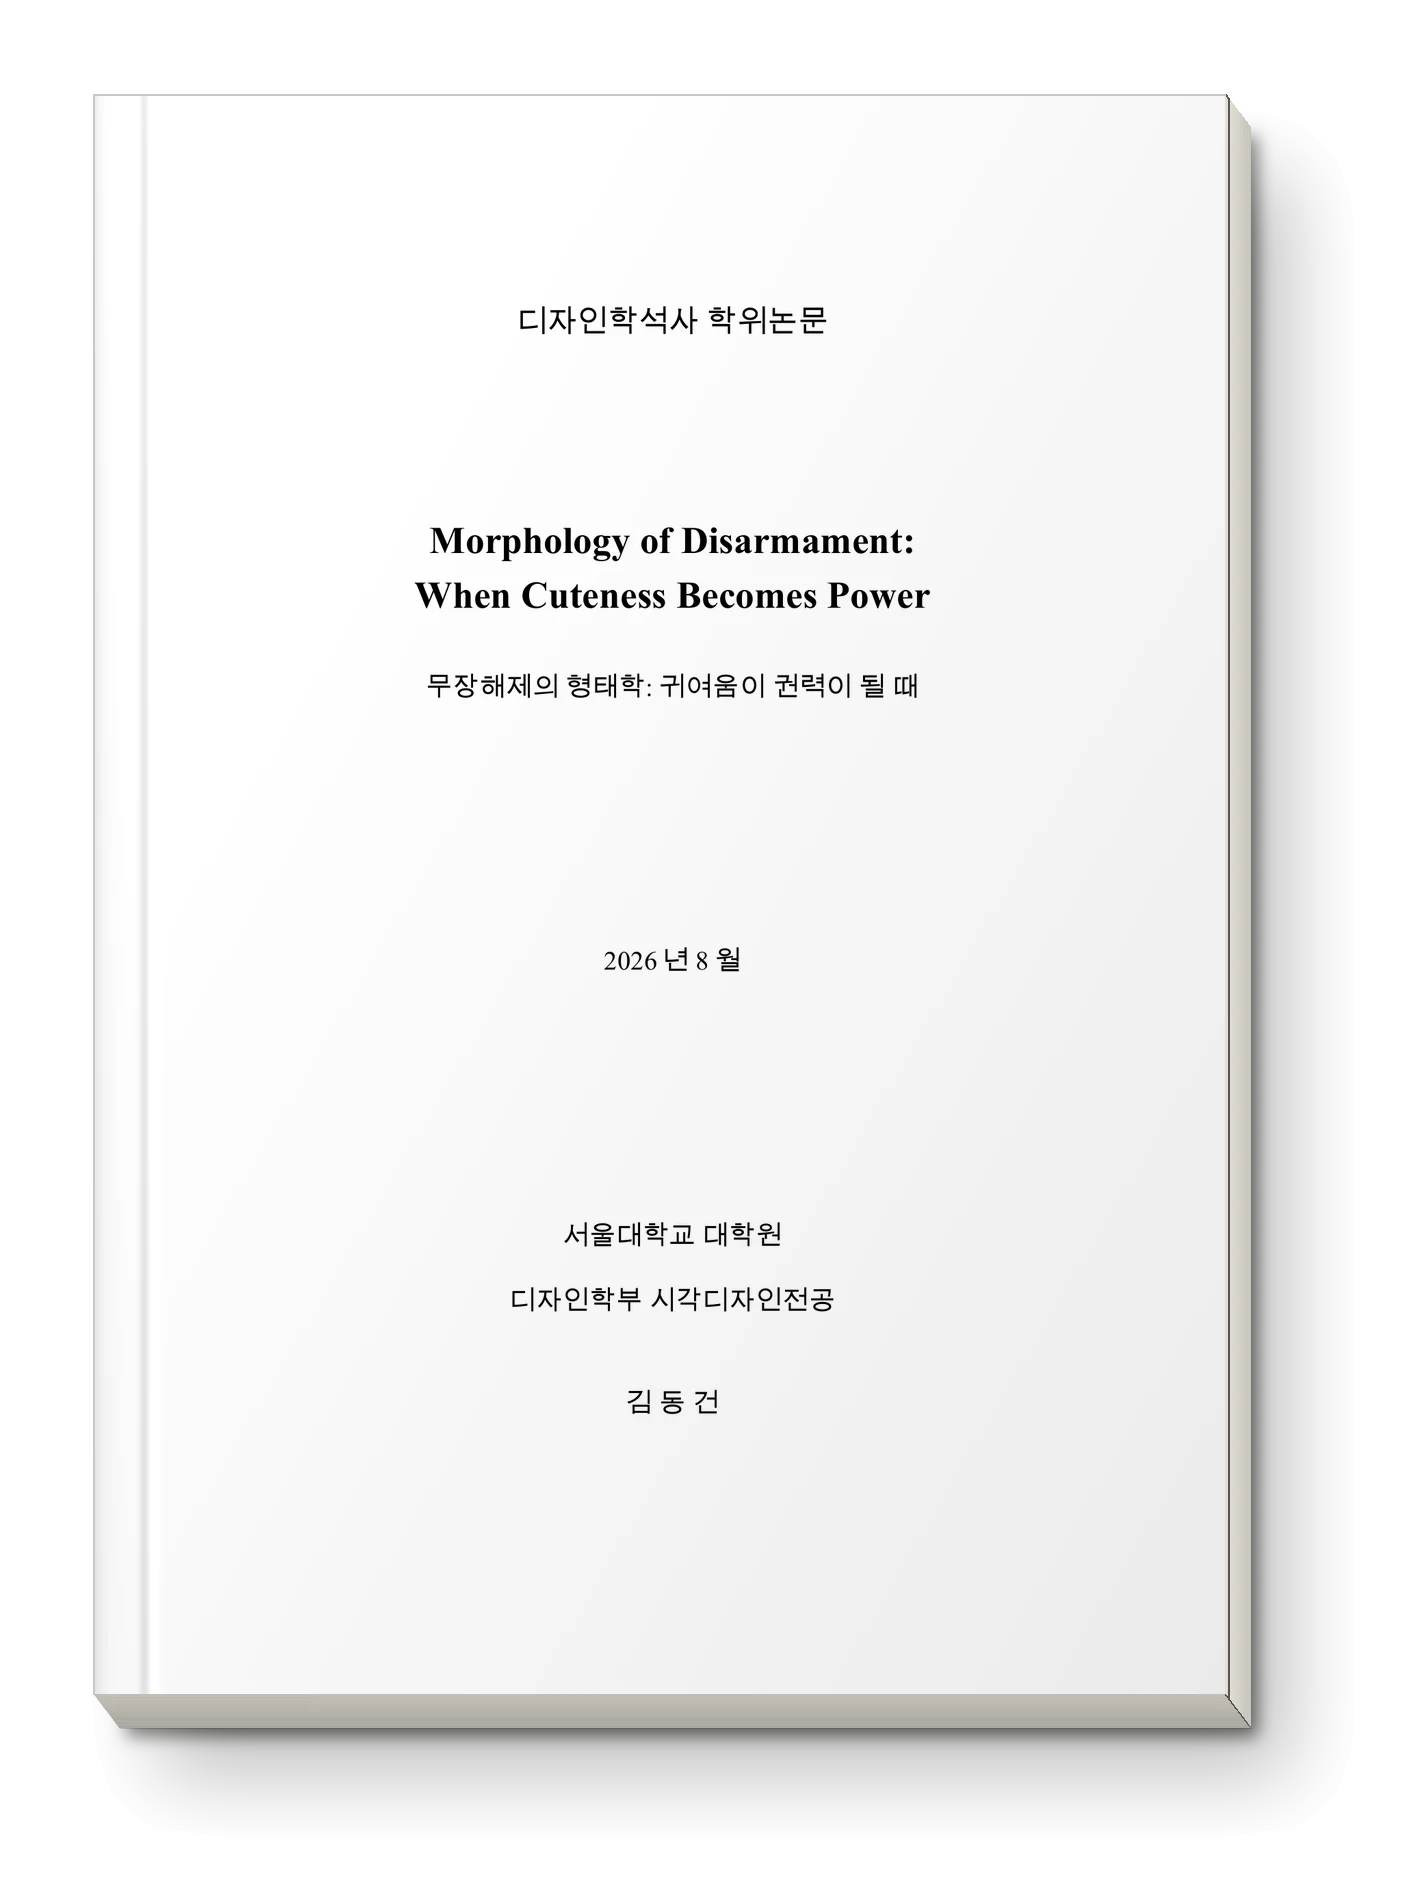 디자인학석사 학위논문
Morphology of Disarmament:
When Cuteness Becomes Power
무장해제의 형태학: 귀여움이 권력이 될 때
2026 년 8 월
서울대학교 대학원
디자인학부 시각디자인전공
김 동 건